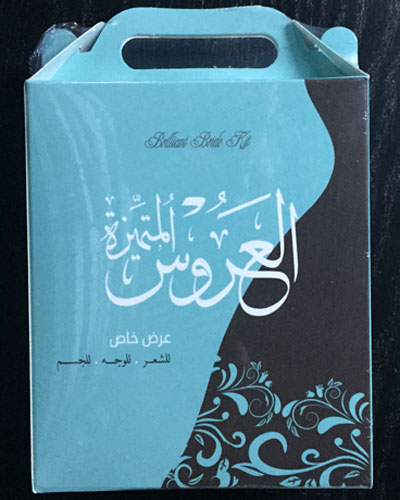 Brilliant Bride Kit
العروس المتميزة
عرض خاص
للشعر . للوجه . للجسم